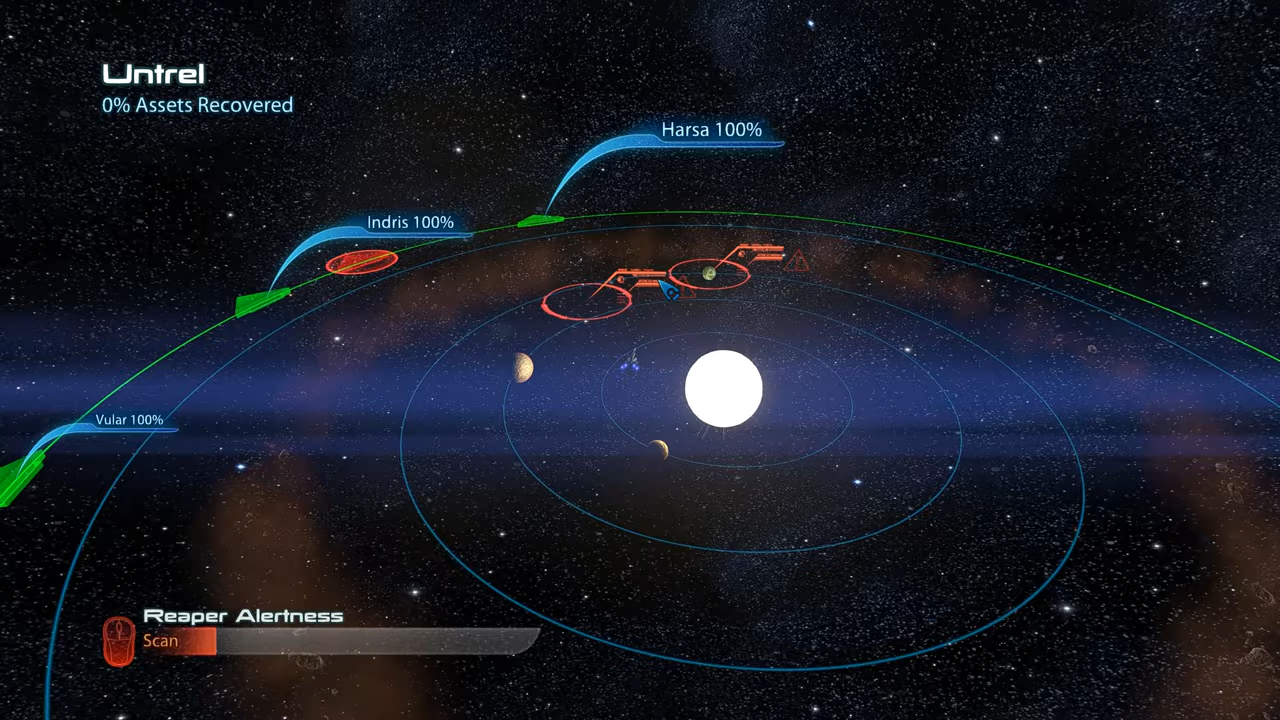 Untrel
0% Assets Recovered
Harsa 100%
Indris 100%
Vular 100%
Reaper Alertness
Scan